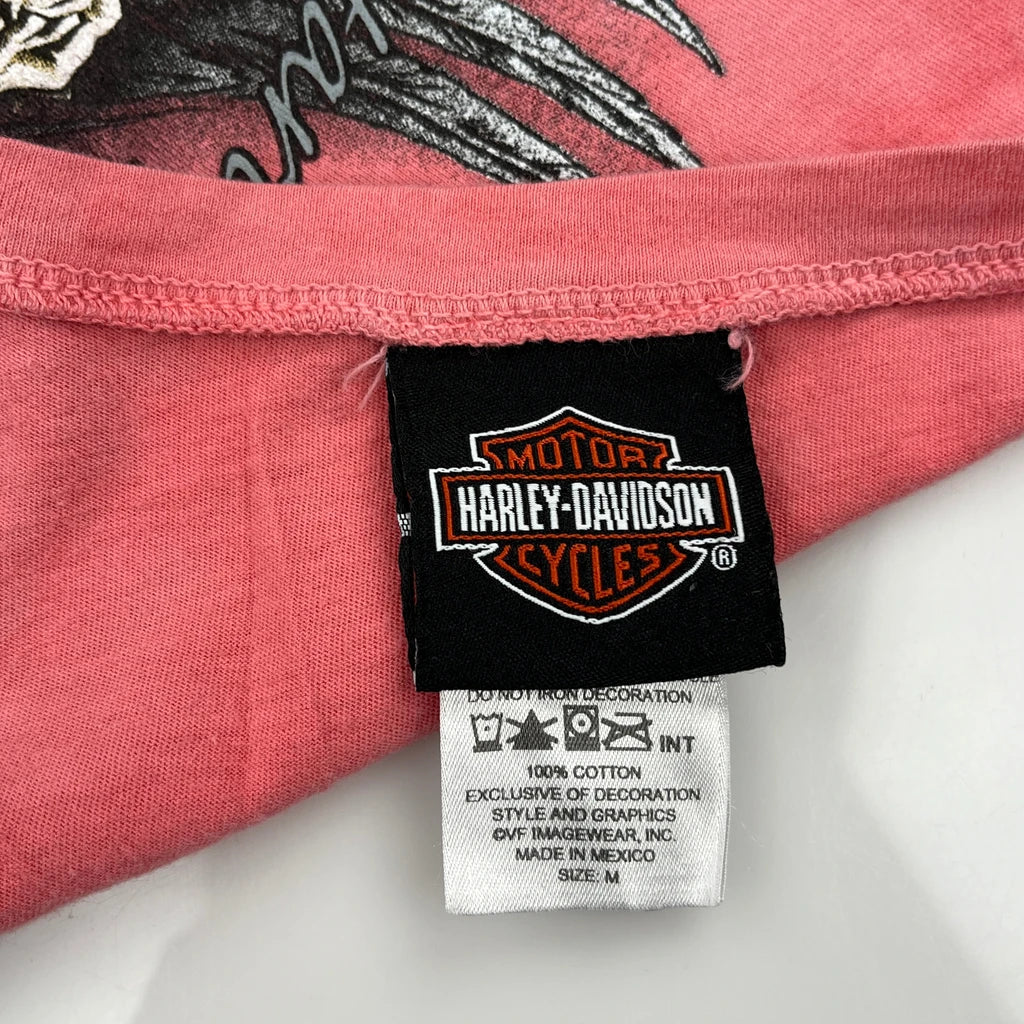 MOTOR
HARLEY-DAVIDSON
CYCLES
®
DO NOT IRON DECORATION
INT
100% COTTON
EXCLUSIVE OF DECORATION
STYLE AND GRAPHICS
©VF IMAGEWEAR, INC.
MADE IN MEXICO
SIZE: M